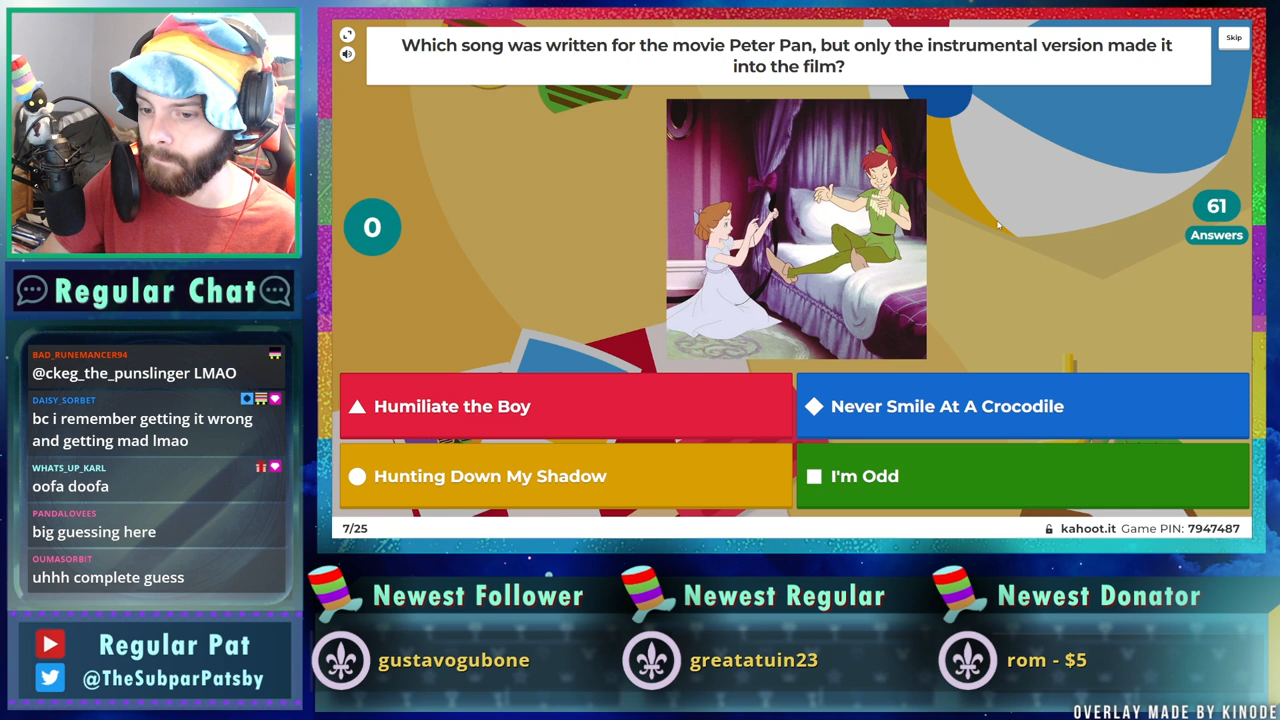 Which song was written for the movie Peter Pan, but only the instrumental version made it
into the film?
Skip
0
61
Answers
Humiliate the Boy
Never Smile At A Crocodile
Hunting Down My Shadow
I'm Odd
7/25
kahoot.it Game PIN: 7947487
Regular Chat
BAD_RUNEMANCER94
@ckeg_the_punslinger LMAO
DAISY_SORBET
bc i remember getting it wrong
and getting mad lmao
WHATS_UP_KARL
oofa doofa
PANDALOVEES
big guessing here
OUMASORBIT
uhhh complete guess
Regular Pat
@TheSubparPatsby
Newest Follower
gustavogubone
Newest Regular
greatatuin23
Newest Donator
rom - $5
OVERLAY MADE BY KINODE